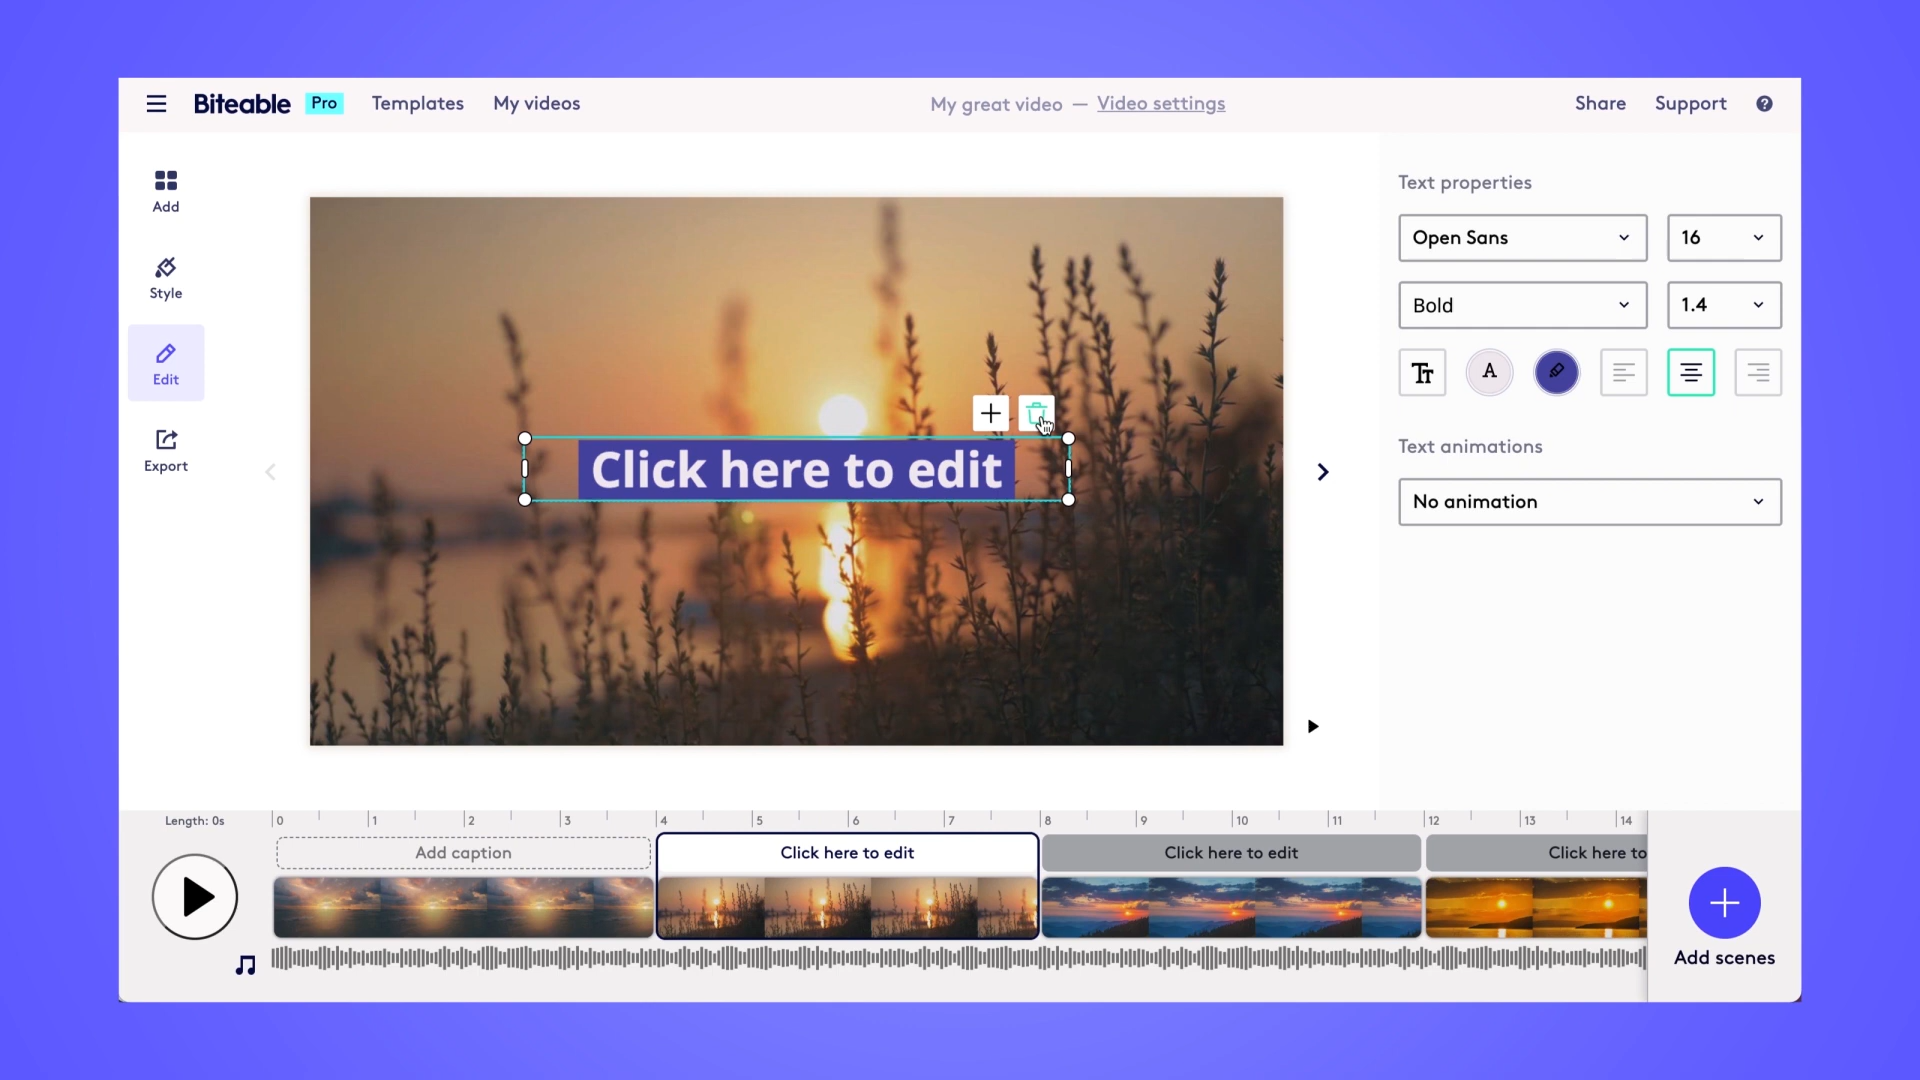 Biteable Pro Templates My videos My great video — Video settings Share Support ?
Add
Style
Edit
Export
Click here to edit
Text properties
Open Sans 16
Bold 1.4
Tt A
Text animations
No animation
Length: 0s 0 1 2 3 4 5 6 7 8 9 10 11 12 13 14
Add caption Click here to edit Click here to edit Click here to
Add scenes